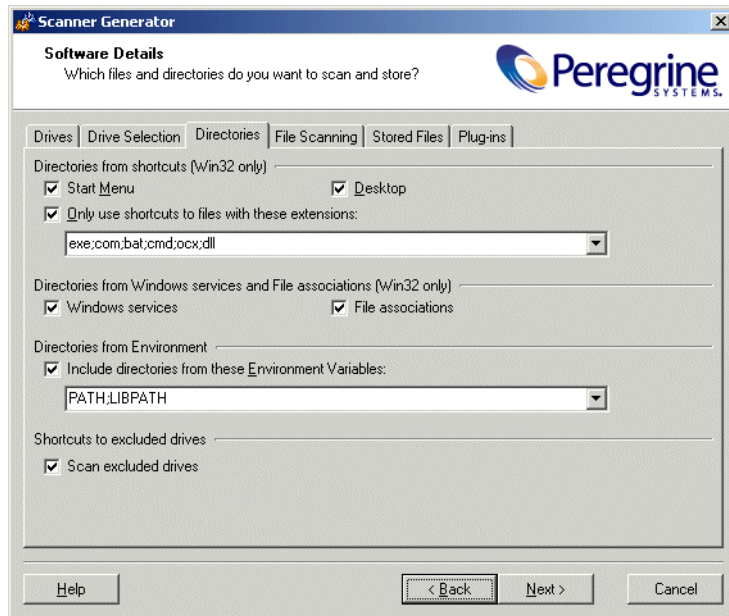 Scanner Generator
Software Details
Which files and directories do you want to scan and store?
Peregrine
SYSTEMS.
Drives Drive Selection Directories File Scanning Stored Files Plug-ins
Directories from shortcuts (Win32 only)
Start Menu Desktop
Only use shortcuts to files with these extensions:
exe;com;bat;cmd;ocx;dll
Directories from Windows services and File associations (Win32 only)
Windows services File associations
Directories from Environment
Include directories from these Environment Variables:
PATH;LIBPATH
Shortcuts to excluded drives
Scan excluded drives
Help < Back Next > Cancel